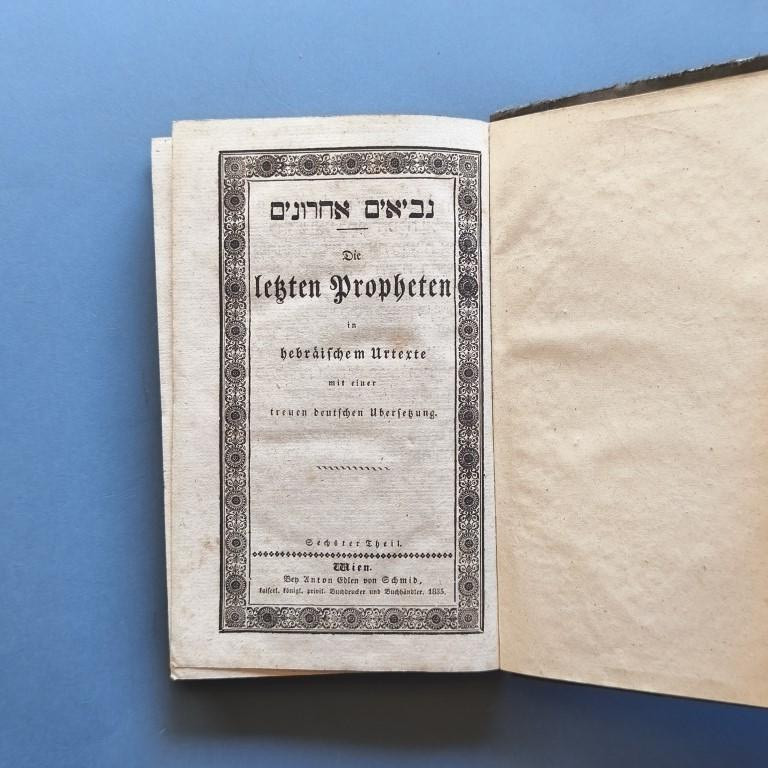 נביאים אחרונים
Die
letzten Propheten
in
hebräischem Urtexte
mit einer
treuen deutschen Übersetzung.
Sechster Theil.
Wien.
Bey Anton Edlen von Schmid,
kaiserl. königl. privil. Buchdrucker und Buchhändler. 1835.